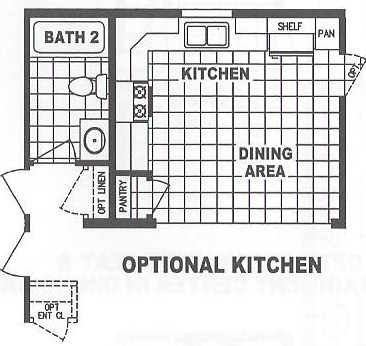 SHELF
PAN
BATH 2
KITCHEN
OPT
DINING
AREA
OPT LINEN
PANTRY
OPTIONAL KITCHEN
OPT
ENT CL